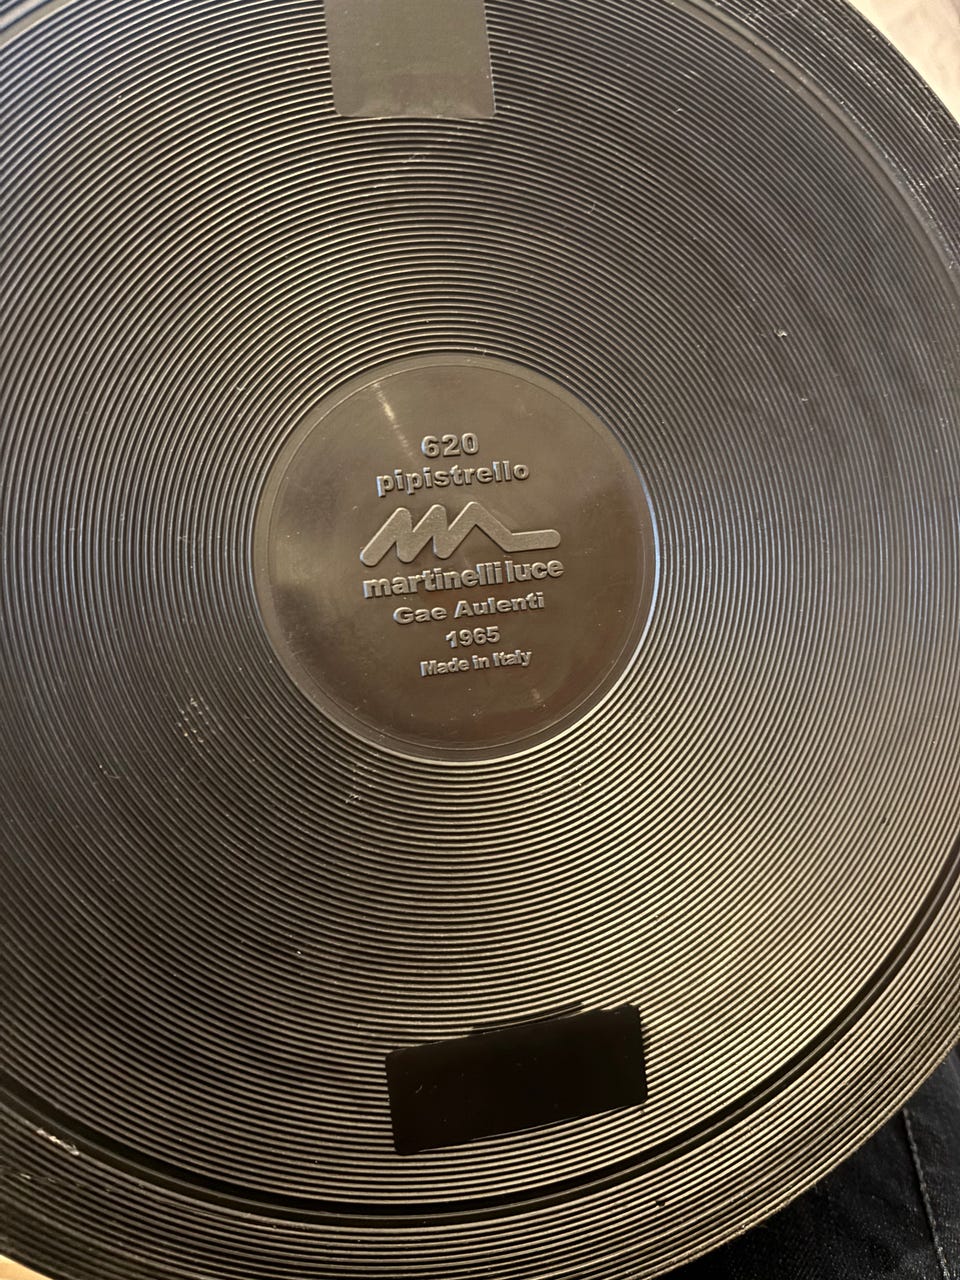 620
pipistrello
martinelli luce
Gae Aulenti
1965
Made in Italy